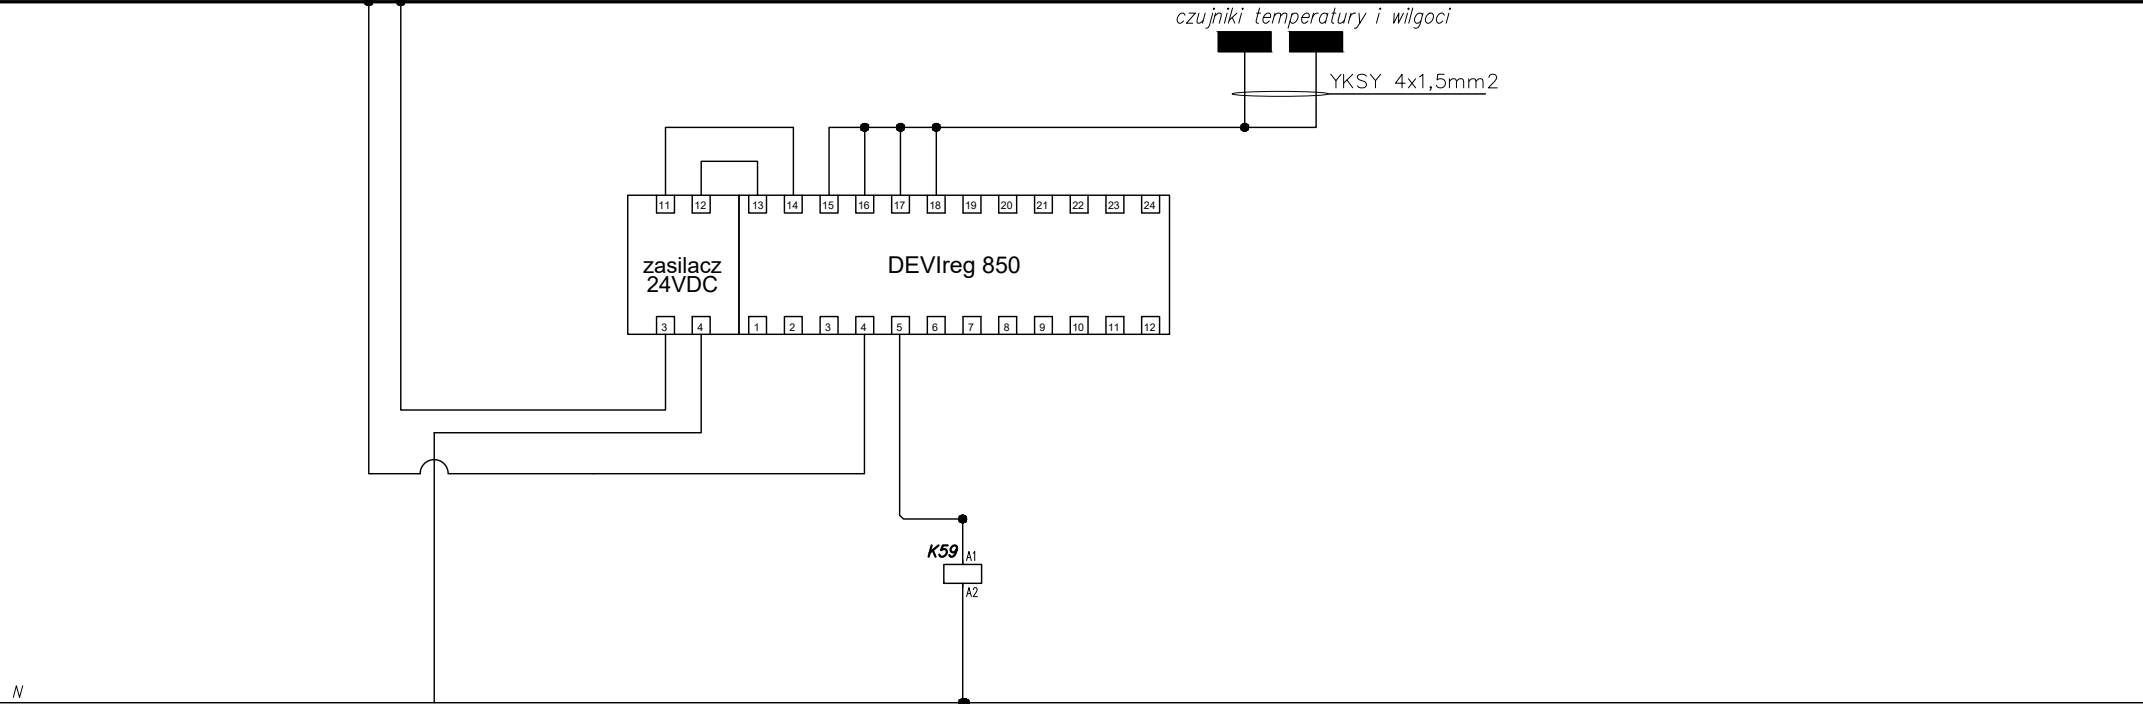 czujniki temperatury i wilgoci
YKSY 4x1,5mm2
11 12 13 14 15 16 17 18 19 20 21 22 23 24
zasilacz
24VDC
DEVIreg 850
3 4 1 2 3 4 5 6 7 8 9 10 11 12
K59 A1
A2
N